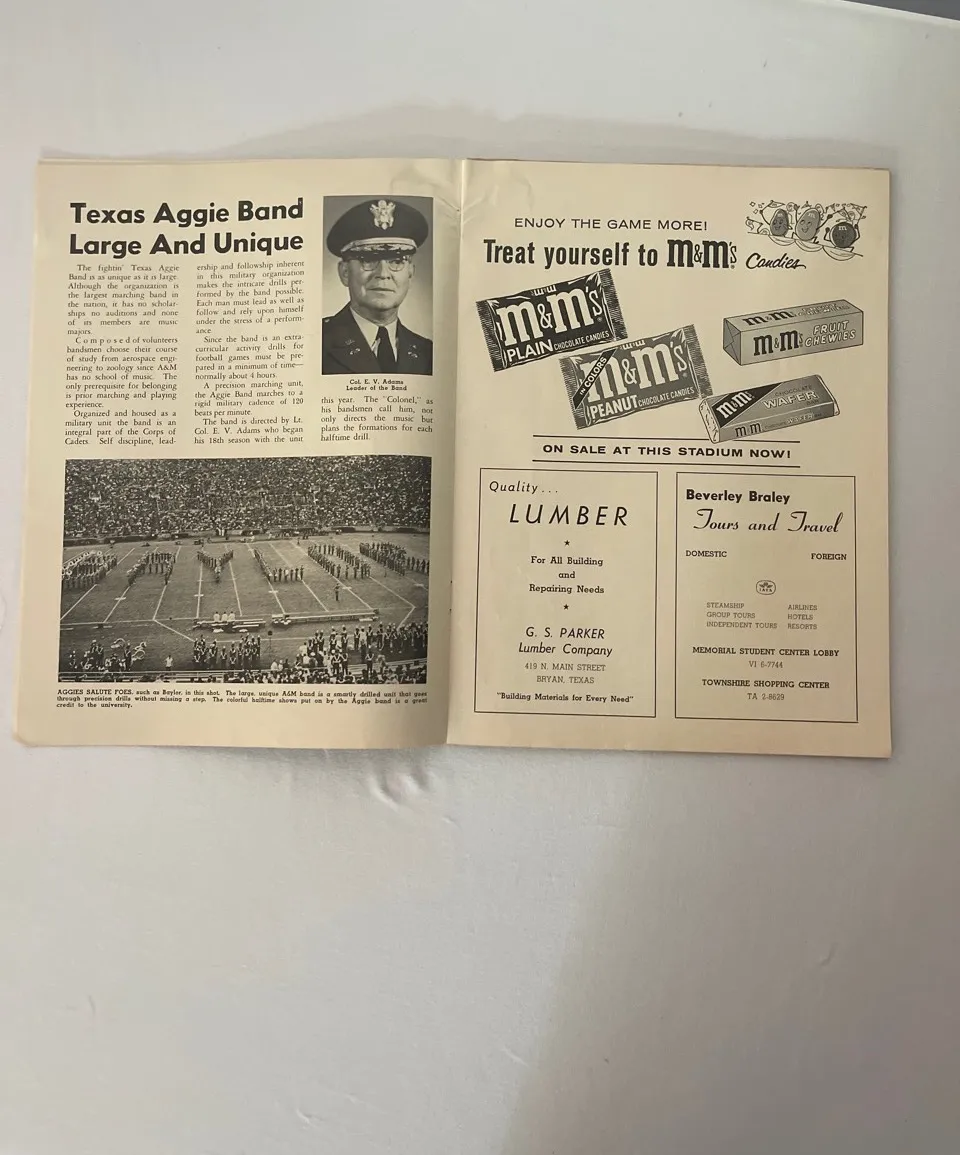 Texas Aggie Band
Large And Unique
The fightin' Texas Aggie
Band is as unique as it is large.
Although the organization is
the largest marching band in
the nation, it has no scholar-
ships no auditions and none
of its members are music
majors.
Composed of volunteers
bandsmen choose their course
of study from aerospace engi-
neering to zoology since A&M
has no school of music. The
only prerequisite for belonging
is prior marching and playing
experience.
Organized and housed as a
military unit the band is an
integral part of the Corps of
Cadets. Self discipline, lead-
ership and followship inherent
in this military organization
makes the intricate drills per-
formed by the band possible.
Each man must lead as well as
follow and rely upon himself
under the stress of a perform-
ance
Since the band is an extra-
curricular activity drills for
football games must be pre-
pared in a minimum of time—
normally about 4 hours.
A precision marching unit,
the Aggie Band marches to a
rigid military cadence of 120
beats per minute.
The band is directed by Lt.
Col. E. V. Adams who began
his 18th season with the unit
Col. E. V. Adams
Leader of the Band
this year. The "Colonel," as
his bandsmen call him, not
only directs the music but
plans the formations for each
halftime drill.
AGGIES SALUTE FOES, such as Baylor, in this shot. The large, unique A&M band is a smartly drilled unit that goes
through precision drills without missing a step. The colorful halftime shows put on by the Aggie band is a great
credit to the university.
ENJOY THE GAME MORE!
Treat yourself to m&m's Candies
m&m's
PLAIN CHOCOLATE CANDIES
m&m's
PEANUT CHOCOLATE CANDIES
m&m's FRUIT
CHEWIES
m&m's
CHOCOLATE
WAFER
m&m
WAFER
ON SALE AT THIS STADIUM NOW!
Quality...
LUMBER
For All Building
and
Repairing Needs
G. S. PARKER
Lumber Company
419 N. MAIN STREET
BRYAN, TEXAS
"Building Materials for Every Need"
Beverley Braley
Tours and Travel
DOMESTIC FOREIGN
IATA
STEAMSHIP AIRLINES
GROUP TOURS HOTELS
INDEPENDENT TOURS RESORTS
MEMORIAL STUDENT CENTER LOBBY
VI 6-7744
TOWNSHIRE SHOPPING CENTER
TA 2-8629